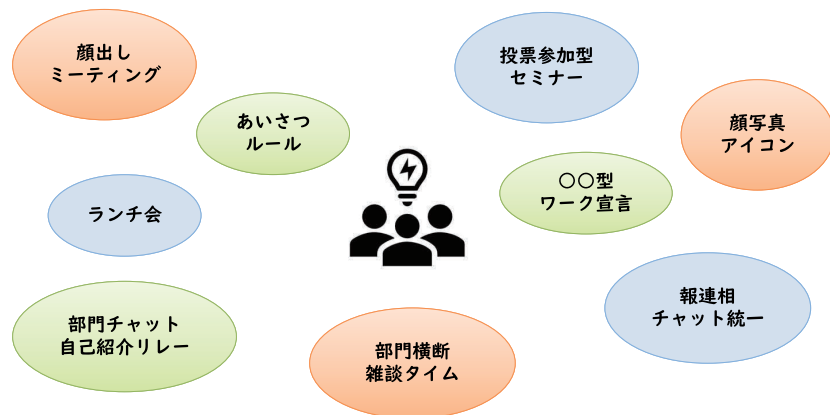 顔出し
ミーティング
投票参加型
セミナー
あいさつ
ルール
顔写真
アイコン
ランチ会
〇〇型
ワーク宣言
部門チャット
自己紹介リレー
報連相
チャット統一
部門横断
雑談タイム